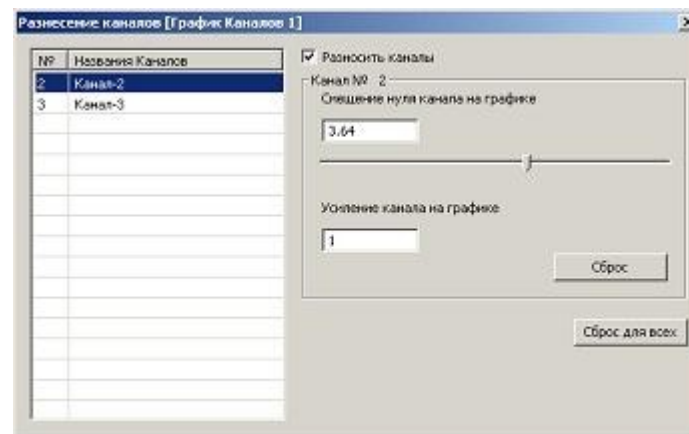 Разнесение каналов [График Каналов 1]
№ Названия Каналов
2 Канал-2
3 Канал-3
Разносить каналы
Канал № 2
Смещение нуля канала на графике
3.64
Усиление канала на графике
1
Сброс
Сброс для всех